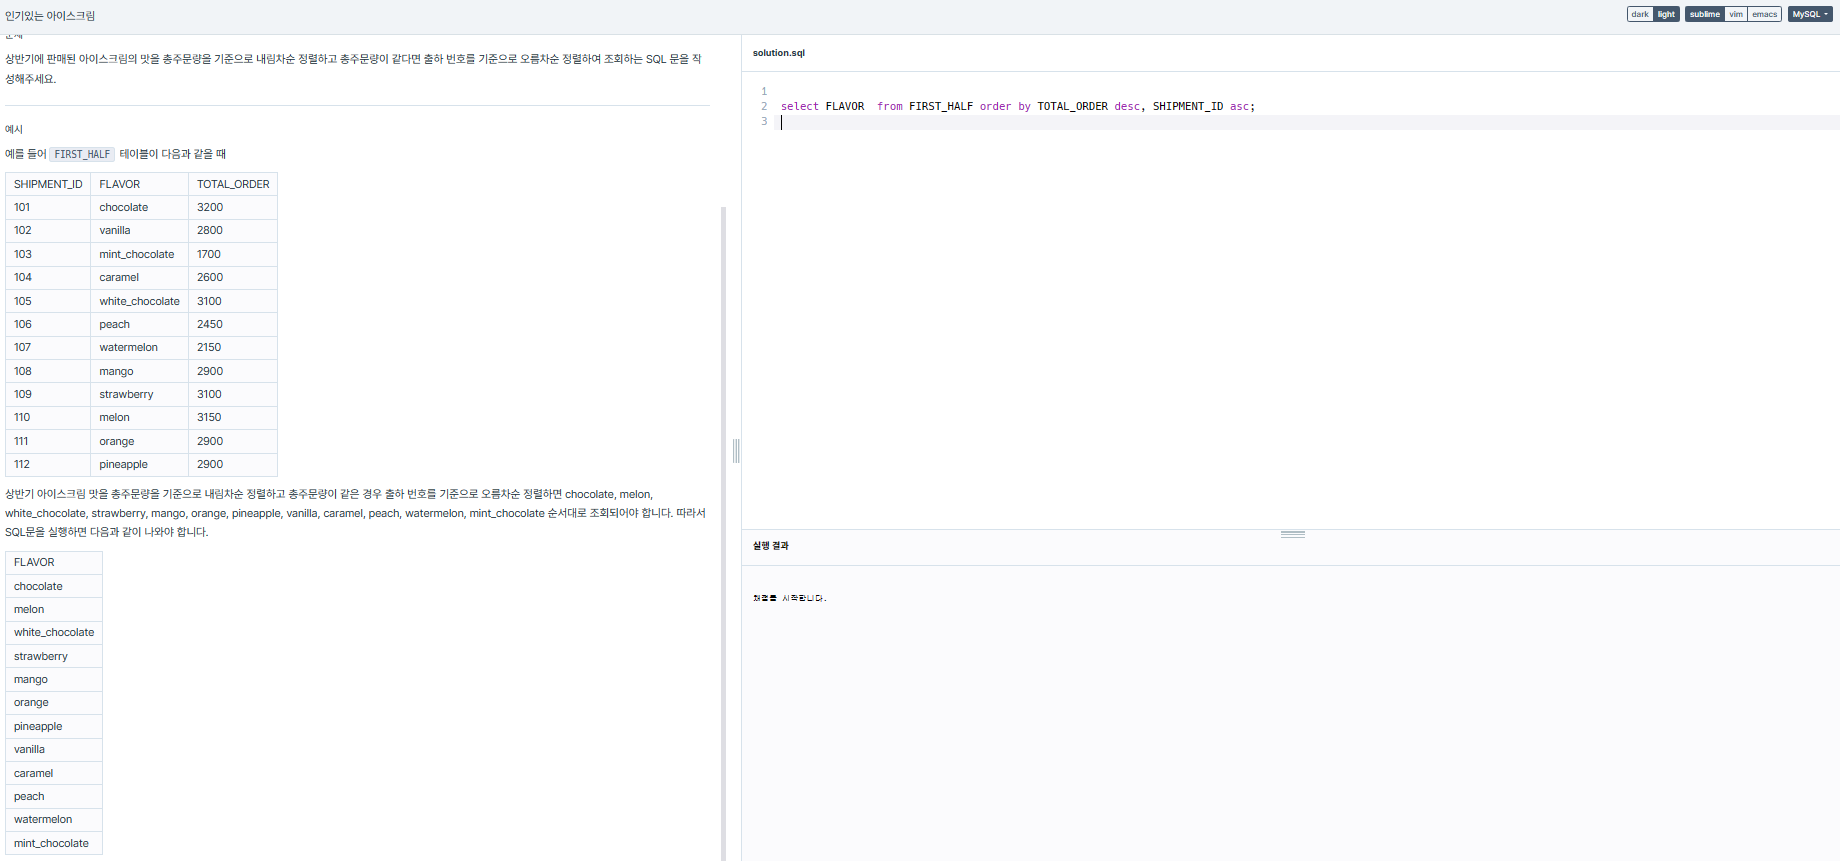 인기있는 아이스크림
dark light sublime vim emacs MySQL
문제
상반기에 판매된 아이스크림의 맛을 총주문량을 기준으로 내림차순 정렬하고 총주문량이 같다면 출하 번호를 기준으로 오름차순 정렬하여 조회하는 SQL 문을 작
성해주세요.
예시
예를 들어 FIRST_HALF 테이블이 다음과 같을 때
SHIPMENT_ID FLAVOR TOTAL_ORDER
101 chocolate 3200
102 vanilla 2800
103 mint_chocolate 1700
104 caramel 2600
105 white_chocolate 3100
106 peach 2450
107 watermelon 2150
108 mango 2900
109 strawberry 3100
110 melon 3150
111 orange 2900
112 pineapple 2900
상반기 아이스크림 맛을 총주문량을 기준으로 내림차순 정렬하고 총주문량이 같은 경우 출하 번호를 기준으로 오름차순 정렬하면 chocolate, melon,
white_chocolate, strawberry, mango, orange, pineapple, vanilla, caramel, peach, watermelon, mint_chocolate 순서대로 조회되어야 합니다. 따라서
SQL문을 실행하면 다음과 같이 나와야 합니다.
FLAVOR
chocolate
melon
white_chocolate
strawberry
mango
orange
pineapple
vanilla
caramel
peach
watermelon
mint_chocolate
solution.sql
1
2 select FLAVOR  from FIRST_HALF order by TOTAL_ORDER desc, SHIPMENT_ID asc;
3
실행 결과
채점을 시작합니다.